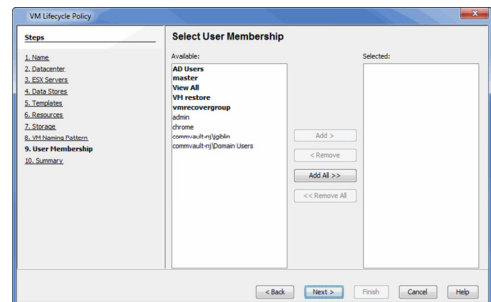 VM Lifecycle Policy
Steps
1. Name
2. Datacenter
3. ESX Servers
4. Data Stores
5. Templates
6. Resources
7. Storage
8. VM Naming Pattern
9. User Membership
10. Summary
Select User Membership
Available:
AD Users
master
View All
VM restore
vmrecovergroup
admin
chrome
commvault-nj\jgiblin
commvault-nj\Domain Users
Add >
< Remove
Add All >>
<< Remove All
Selected:
< Back
Next >
Finish
Cancel
Help